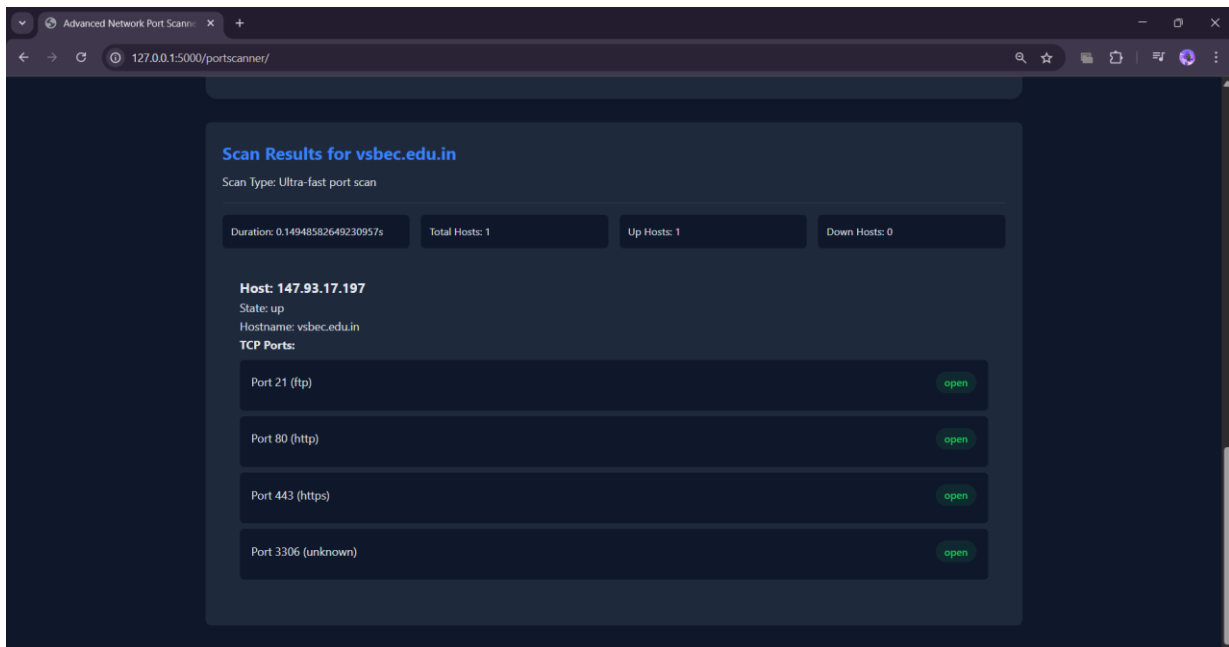 Advanced Network Port Scanne
127.0.0.1:5000/portscanner/
Scan Results for vsbec.edu.in
Scan Type: Ultra-fast port scan
Duration: 0.14948582649230957s
Total Hosts: 1
Up Hosts: 1
Down Hosts: 0
Host: 147.93.17.197
State: up
Hostname: vsbec.edu.in
TCP Ports:
Port 21 (ftp)
open
Port 80 (http)
open
Port 443 (https)
open
Port 3306 (unknown)
open